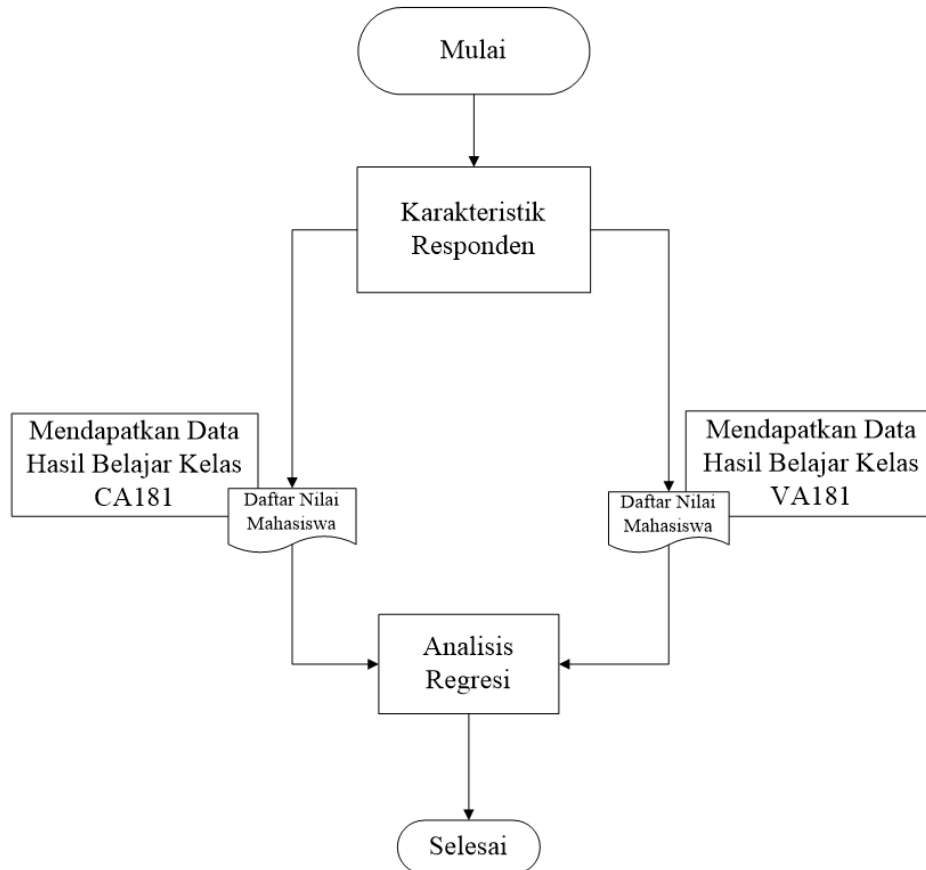 Mulai
Karakteristik
Responden
Mendapatkan Data
Hasil Belajar Kelas
CA181
Daftar Nilai
Mahasiswa
Mendapatkan Data
Hasil Belajar Kelas
VA181
Daftar Nilai
Mahasiswa
Analisis
Regresi
Selesai